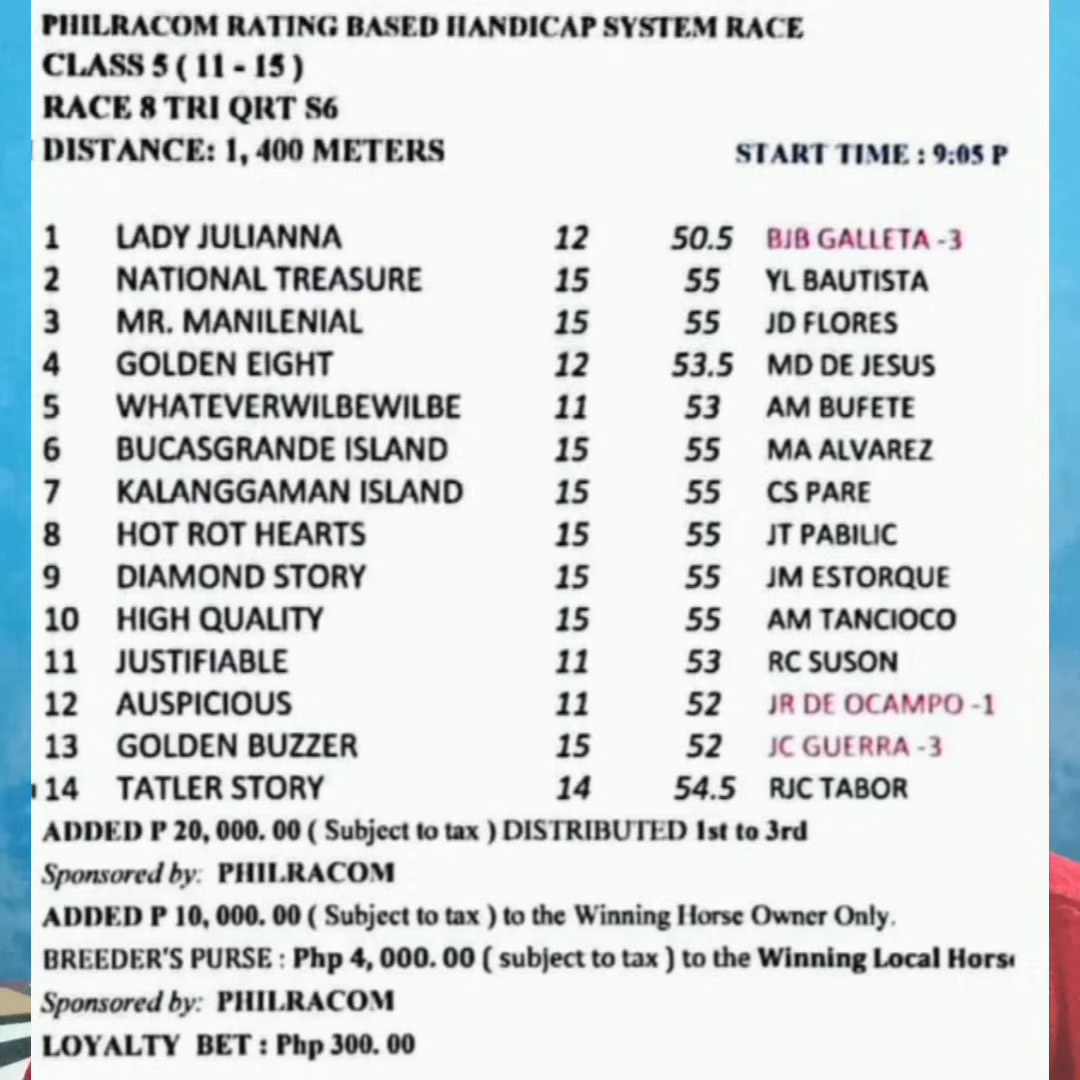 PHILRACOM RATING BASED HANDICAP SYSTEM RACE
CLASS 5 ( 11 - 15 )
RACE 8 TRI QRT S6
DISTANCE: 1, 400 METERS START TIME : 9:05 P
1 LADY JULIANNA 12 50.5 BJB GALLETA -3
2 NATIONAL TREASURE 15 55 YL BAUTISTA
3 MR. MANILENIAL 15 55 JD FLORES
4 GOLDEN EIGHT 12 53.5 MD DE JESUS
5 WHATEVERWILBEWILBE 11 53 AM BUFETE
6 BUCASGRANDE ISLAND 15 55 MA ALVAREZ
7 KALANGGAMAN ISLAND 15 55 CS PARE
8 HOT ROT HEARTS 15 55 JT PABILIC
9 DIAMOND STORY 15 55 JM ESTORQUE
10 HIGH QUALITY 15 55 AM TANCIOCO
11 JUSTIFIABLE 11 53 RC SUSON
12 AUSPICIOUS 11 52 JR DE OCAMPO -1
13 GOLDEN BUZZER 15 52 JC GUERRA -3
14 TATLER STORY 14 54.5 RJC TABOR
ADDED P 20, 000. 00 ( Subject to tax ) DISTRIBUTED 1st to 3rd
Sponsored by: PHILRACOM
ADDED P 10, 000. 00 ( Subject to tax ) to the Winning Horse Owner Only.
BREEDER'S PURSE : Php 4, 000. 00 ( subject to tax ) to the Winning Local Hors
Sponsored by: PHILRACOM
LOYALTY BET : Php 300. 00